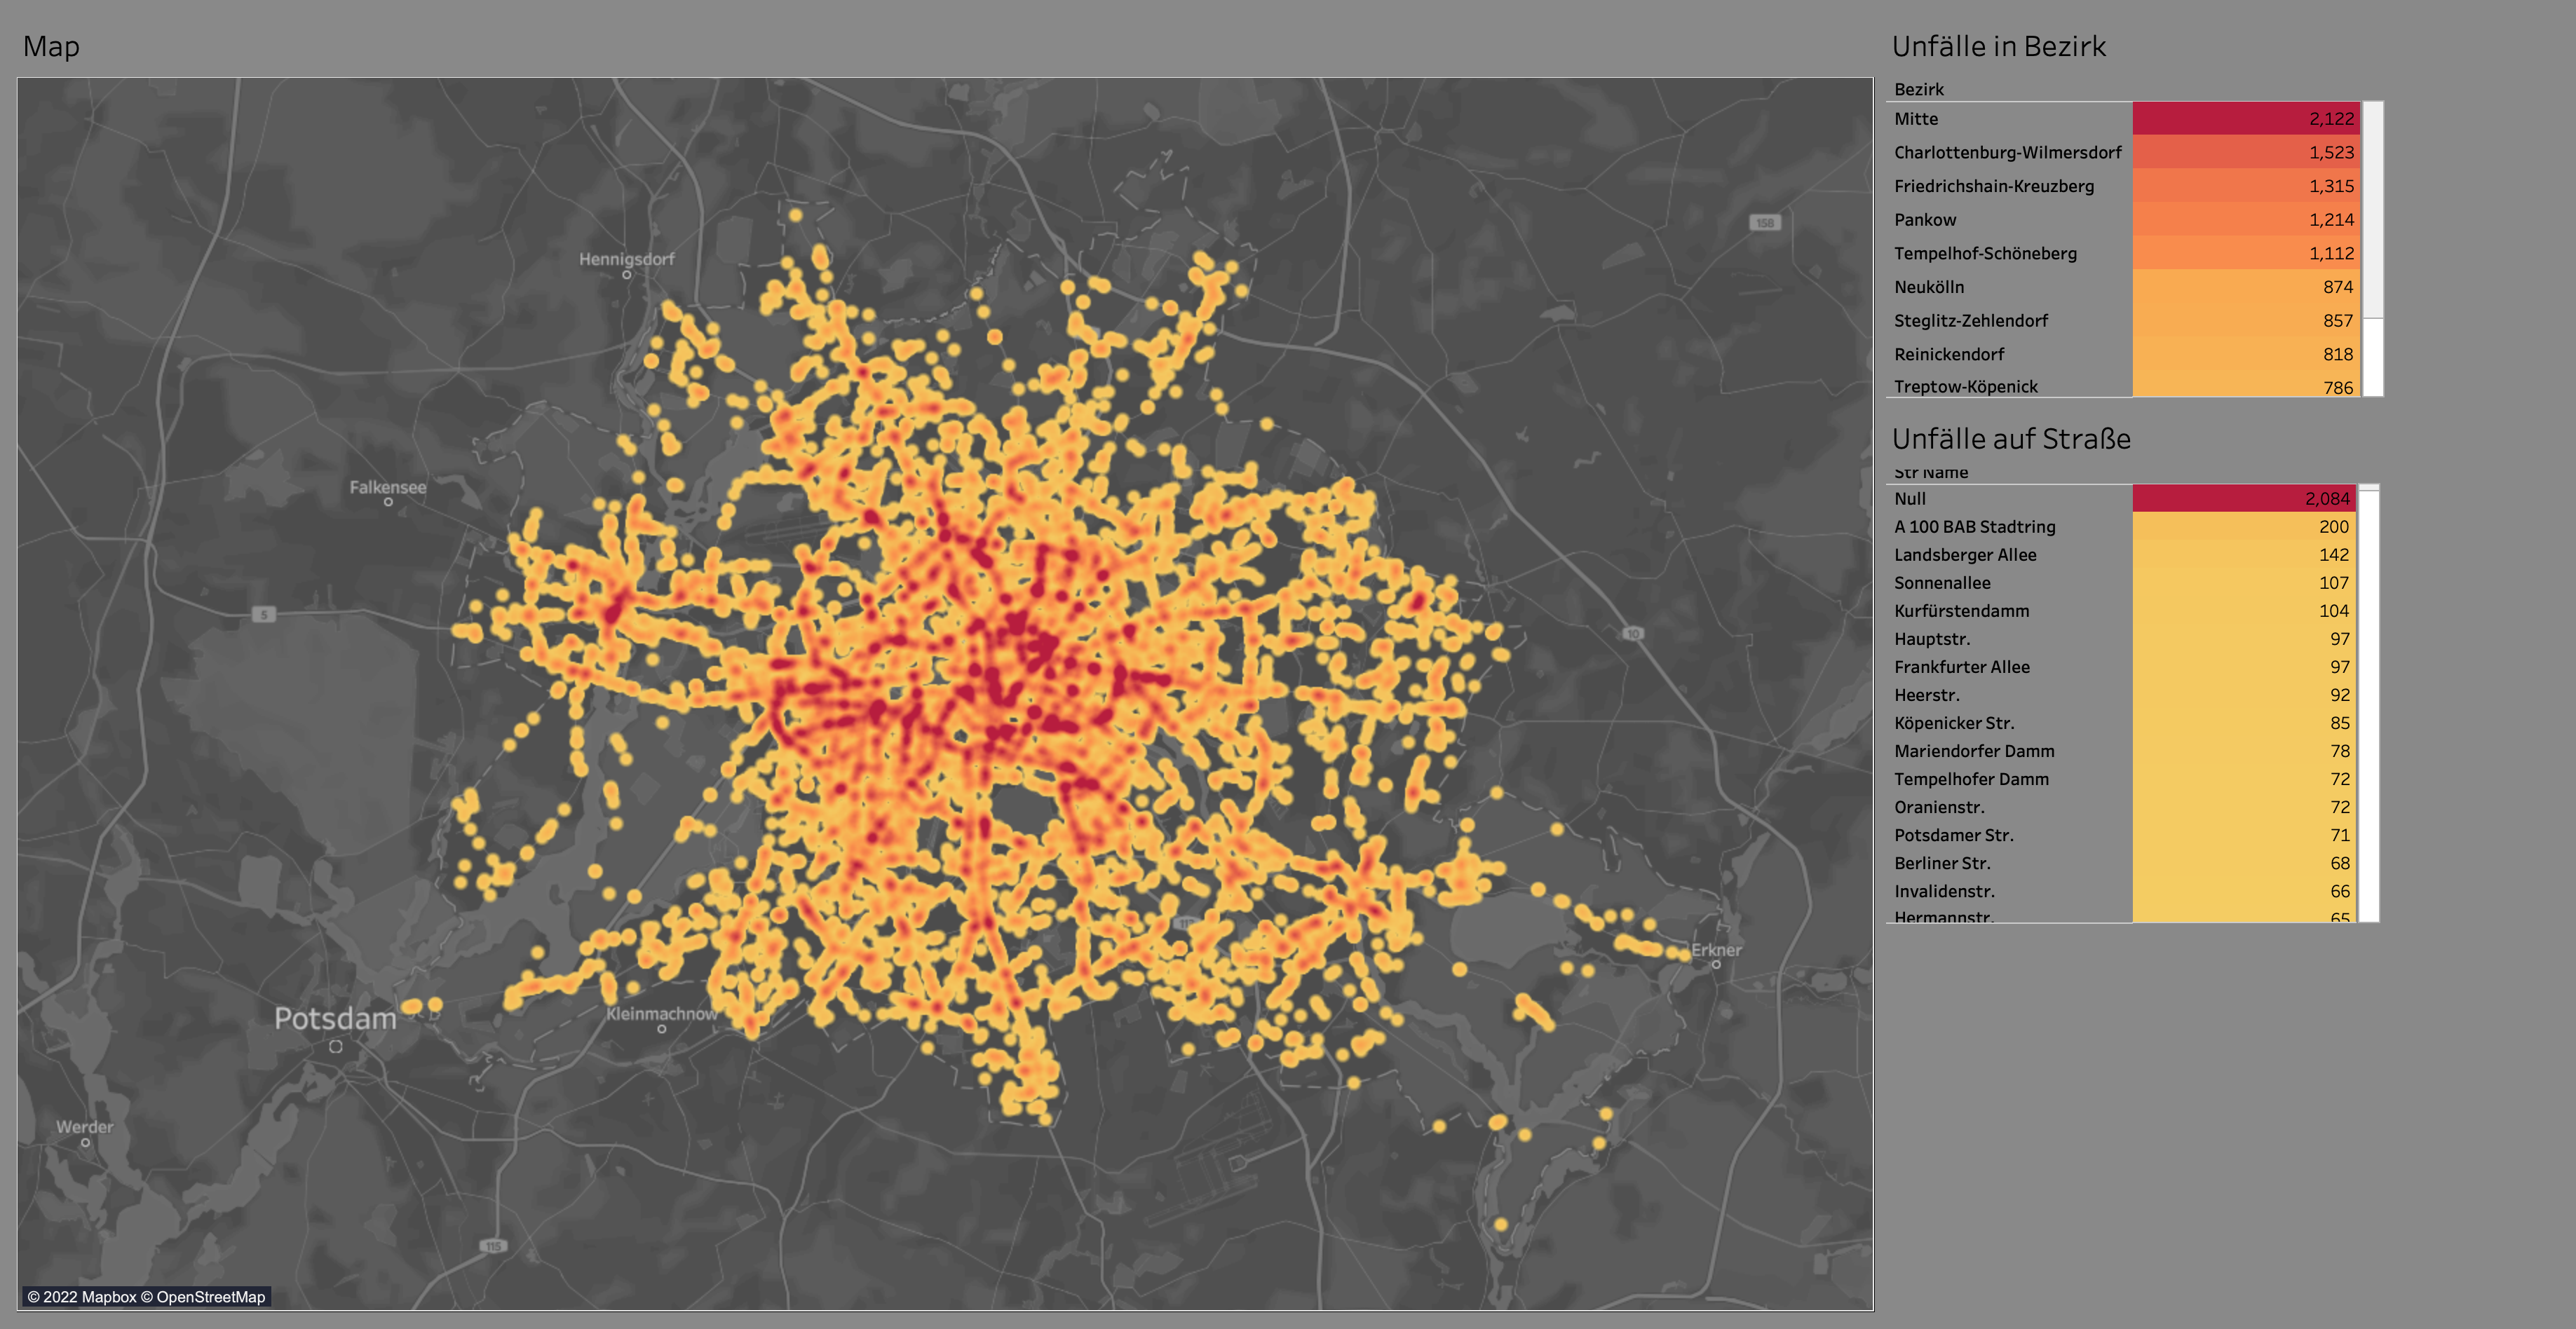 Map
Hennigsdorf
158
Falkensee
5
10
Erkner
Potsdam
Kleinmachnow
Werder
115
© 2022 Mapbox © OpenStreetMap
Unfälle in Bezirk
Bezirk
Mitte 2,122
Charlottenburg-Wilmersdorf 1,523
Friedrichshain-Kreuzberg 1,315
Pankow 1,214
Tempelhof-Schöneberg 1,112
Neukölln 874
Steglitz-Zehlendorf 857
Reinickendorf 818
Treptow-Köpenick 786
Unfälle auf Straße
Str Name
Null 2,084
A 100 BAB Stadtring 200
Landsberger Allee 142
Sonnenallee 107
Kurfürstendamm 104
Hauptstr. 97
Frankfurter Allee 97
Heerstr. 92
Köpenicker Str. 85
Mariendorfer Damm 78
Tempelhofer Damm 72
Oranienstr. 72
Potsdamer Str. 71
Berliner Str. 68
Invalidenstr. 66
Hermannstr. 65